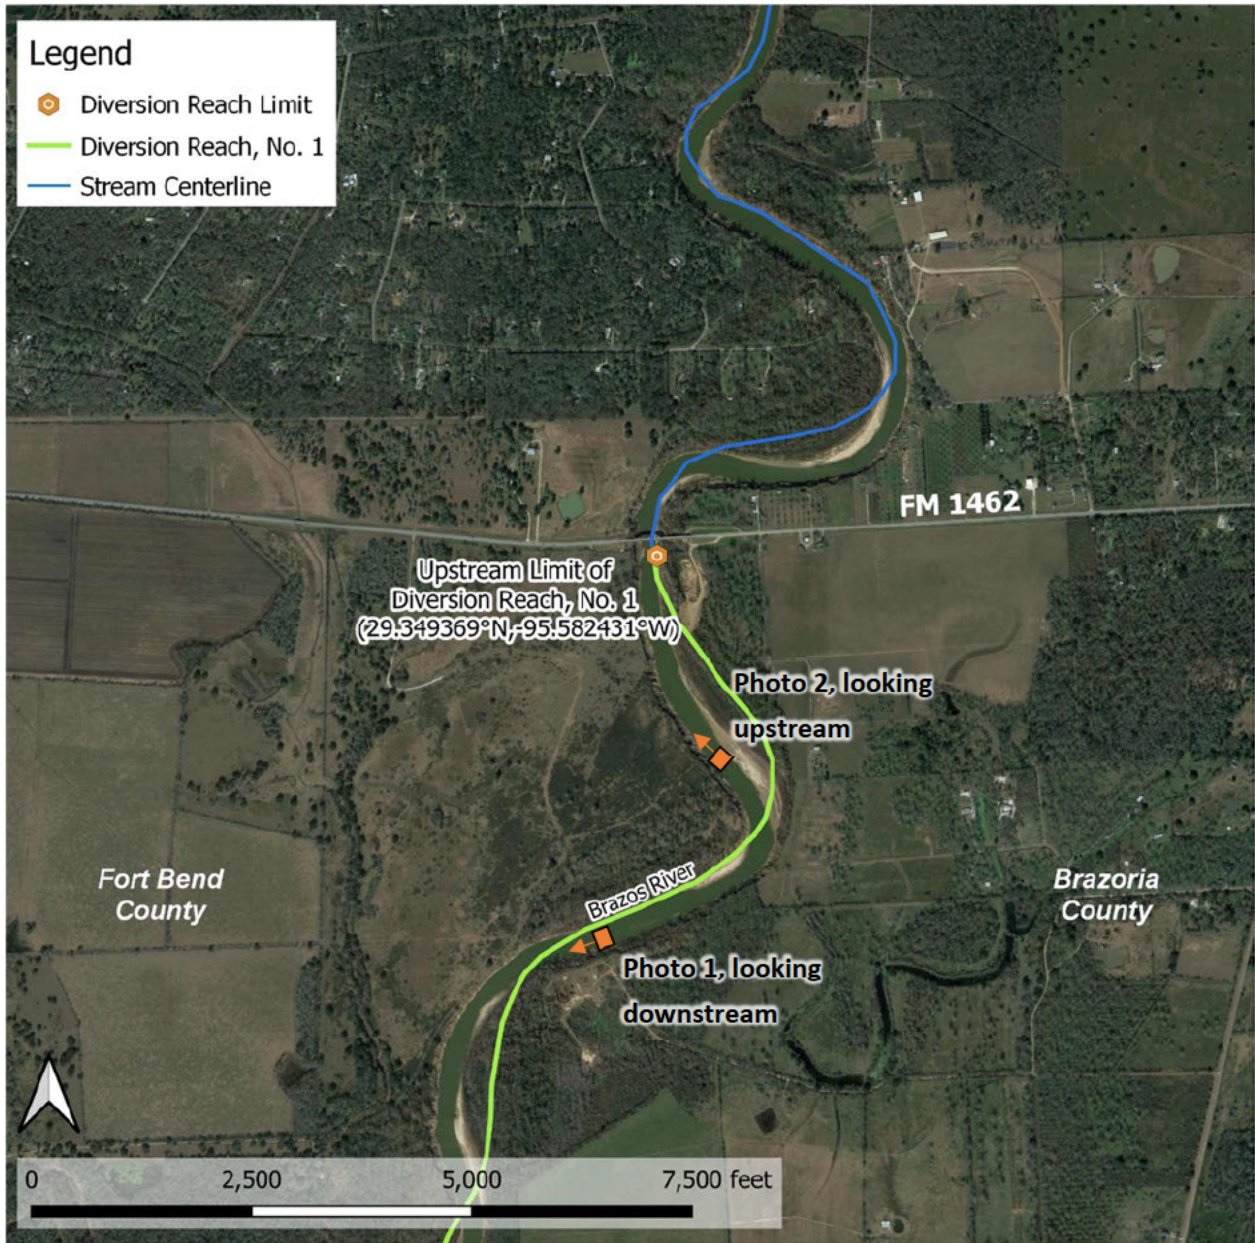 Legend
Diversion Reach Limit
Diversion Reach, No. 1
Stream Centerline
FM 1462
Upstream Limit of
Diversion Reach, No. 1
(29.349369°N,-95.582431°W)
Photo 2, looking
upstream
Fort Bend
County
Brazos River
Brazoria
County
Photo 1, looking
downstream
0 2,500 5,000 7,500 feet